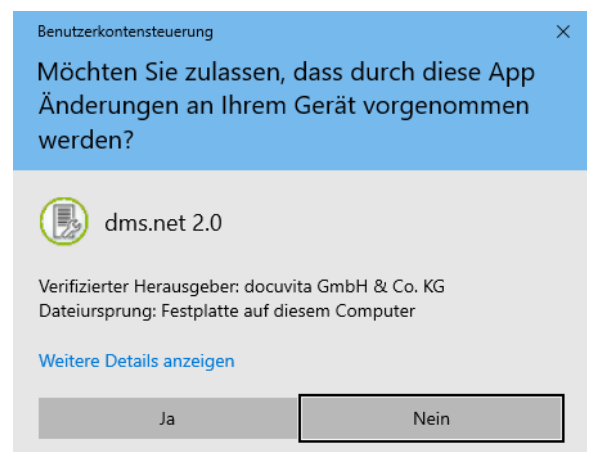 Benutzerkontensteuerung
Möchten Sie zulassen, dass durch diese App
Änderungen an Ihrem Gerät vorgenommen
werden?
dms.net 2.0
Verifizierter Herausgeber: docuvita GmbH & Co. KG
Dateiursprung: Festplatte auf diesem Computer
Weitere Details anzeigen
Ja
Nein